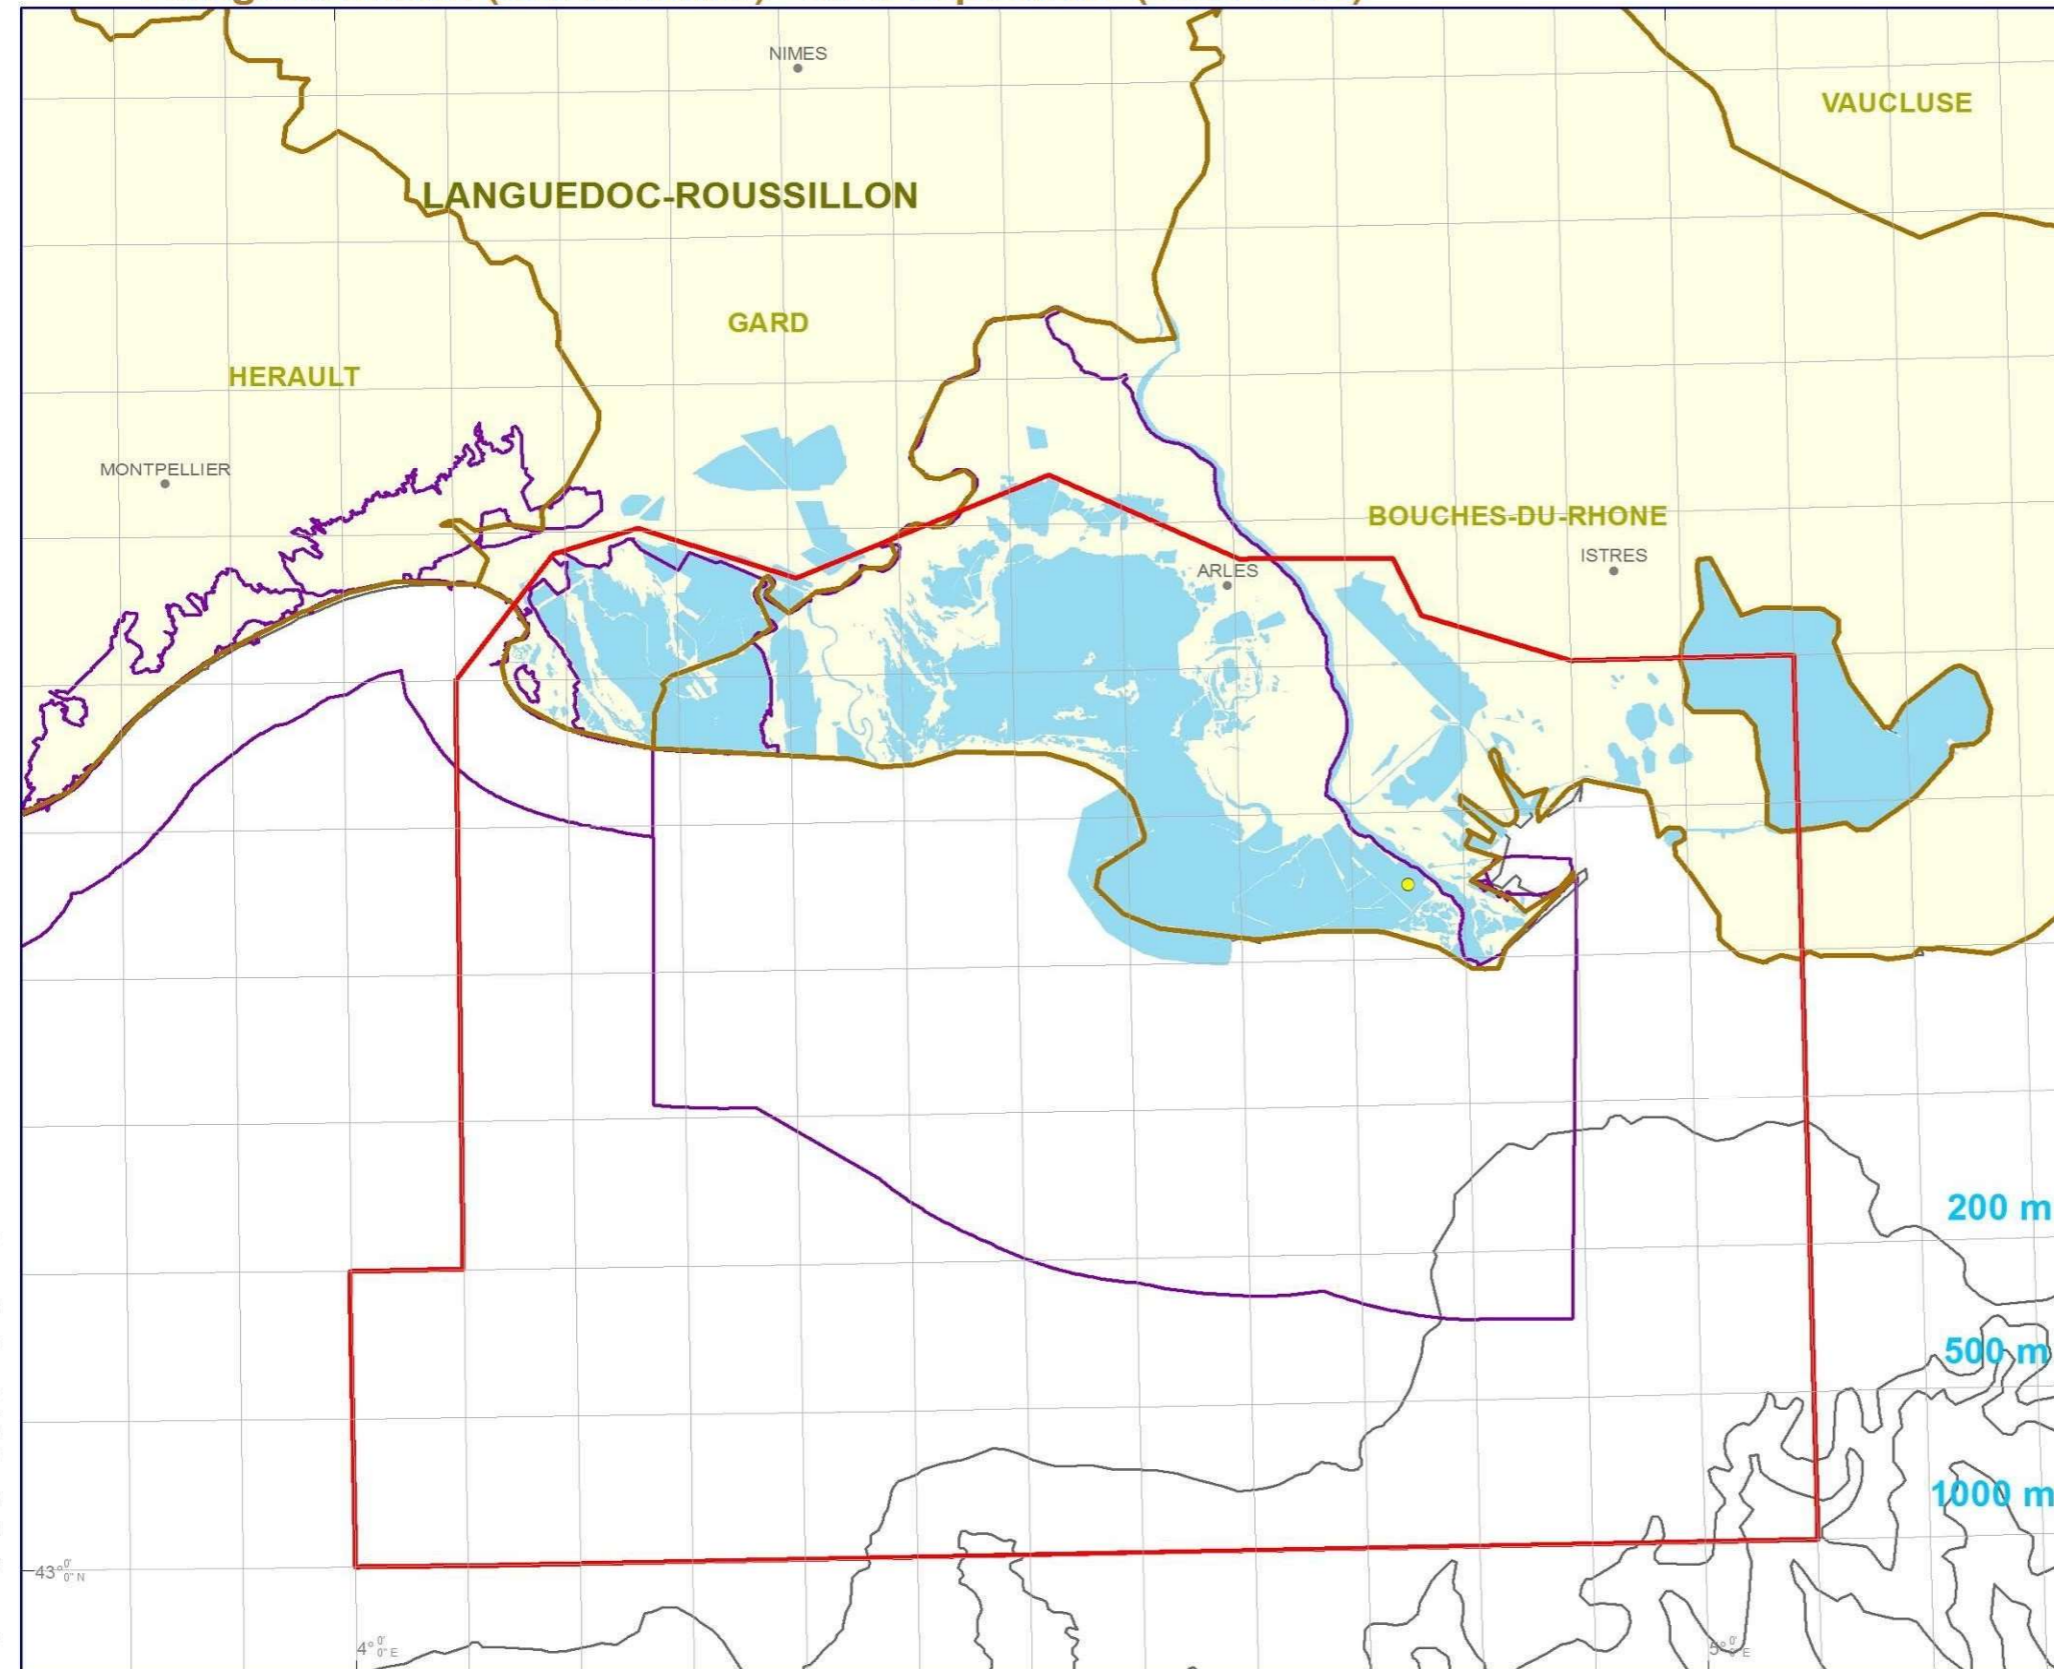 NIMES
VAUCLUSE
LANGUEDOC-ROUSSILLON
GARD
HERAULT
MONTPELLIER
BOUCHES-DU-RHONE
ISTRES
ARLES
200 m
500 m
1000 m
43°0'0" N
4°0'0" E
5°0'0" E